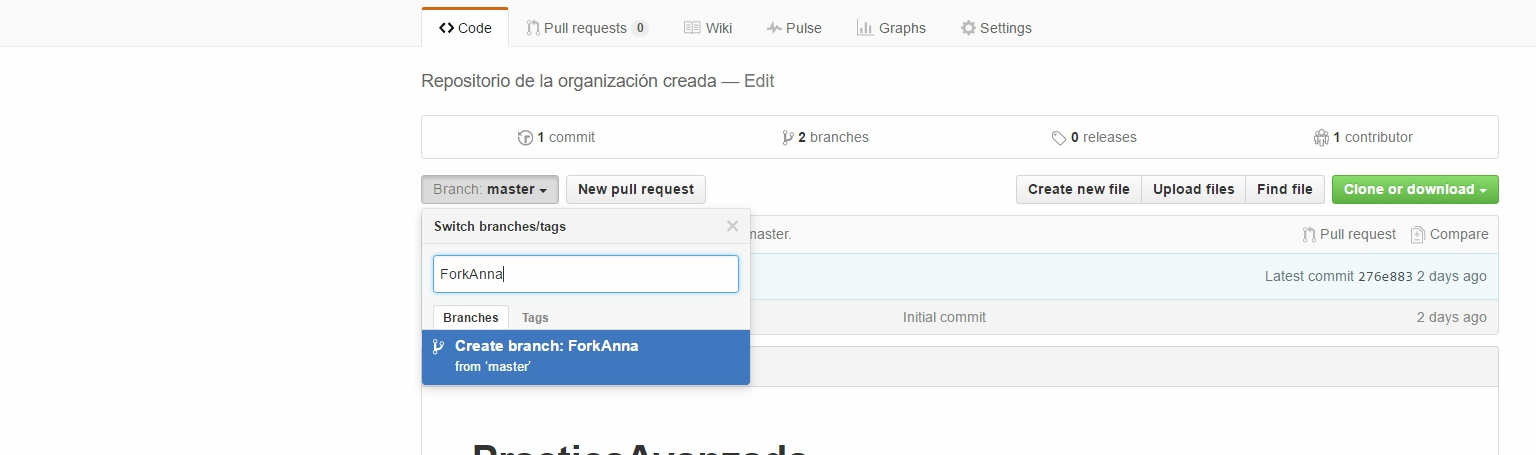 Code Pull requests 0 Wiki Pulse Graphs Settings
Repositorio de la organización creada — Edit
1 commit 2 branches 0 releases 1 contributor
Branch: master New pull request Create new file Upload files Find file Clone or download
Switch branches/tags
master. Pull request Compare
ForkAnna
Latest commit 276e883 2 days ago
Branches Tags
Initial commit 2 days ago
Create branch: ForkAnna
from 'master'
PracticaAvanzada